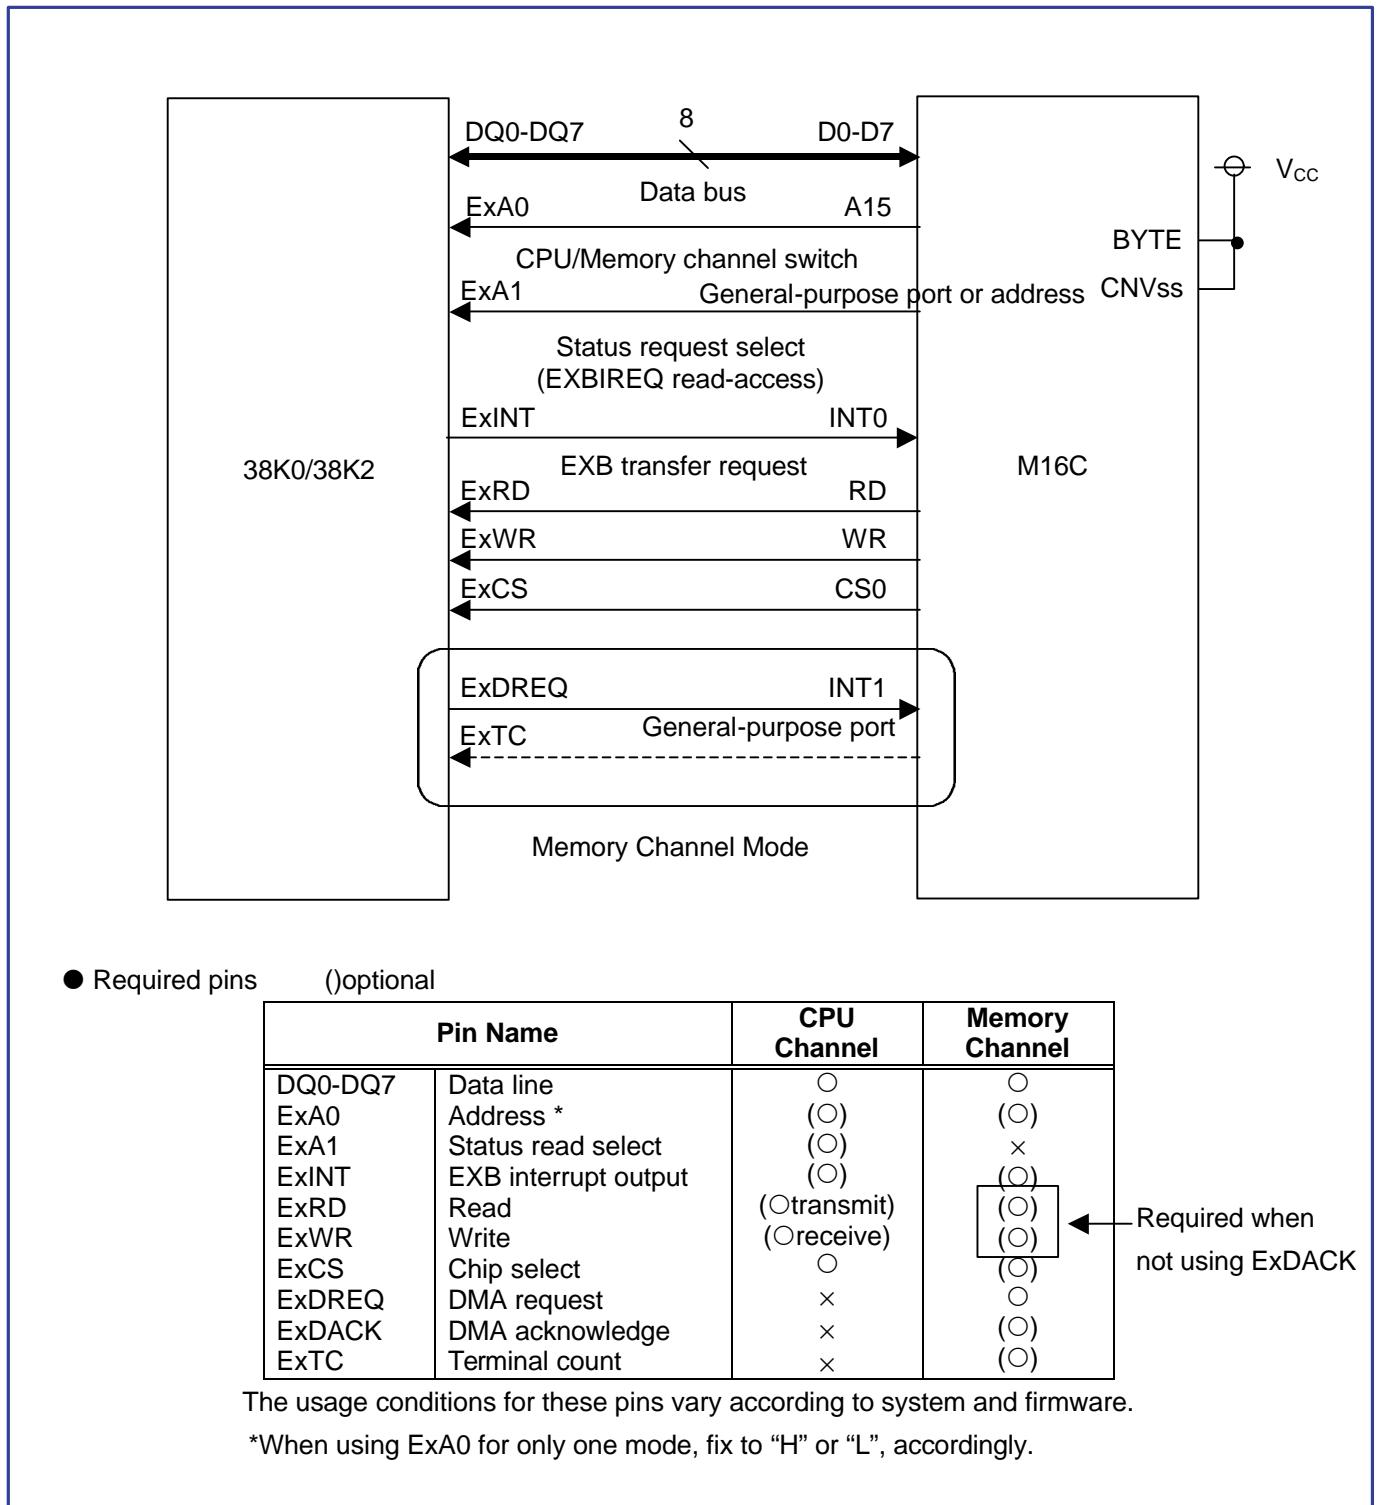 DQ0-DQ7 8 D0-D7
Data bus
VCC
ExA0 A15
BYTE
CPU/Memory channel switch
ExA1 General-purpose port or address CNVss
Status request select
(EXBIREQ read-access)
ExINT INT0
38K0/38K2 EXB transfer request M16C
ExRD RD
ExWR WR
ExCS CS0
ExDREQ INT1
ExTC General-purpose port
Memory Channel Mode
● Required pins ()optional
Pin Name CPU Channel Memory Channel
DQ0-DQ7 Data line ○ ○
ExA0 Address * (○) (○)
ExA1 Status read select (○) ×
ExINT EXB interrupt output (○) (○)
ExRD Read (○transmit) (○)
ExWR Write (○receive) (○)
ExCS Chip select ○ (○)
ExDREQ DMA request × ○
ExDACK DMA acknowledge × (○)
ExTC Terminal count × (○)
Required when
not using ExDACK
The usage conditions for these pins vary according to system and firmware.
*When using ExA0 for only one mode, fix to “H” or “L”, accordingly.